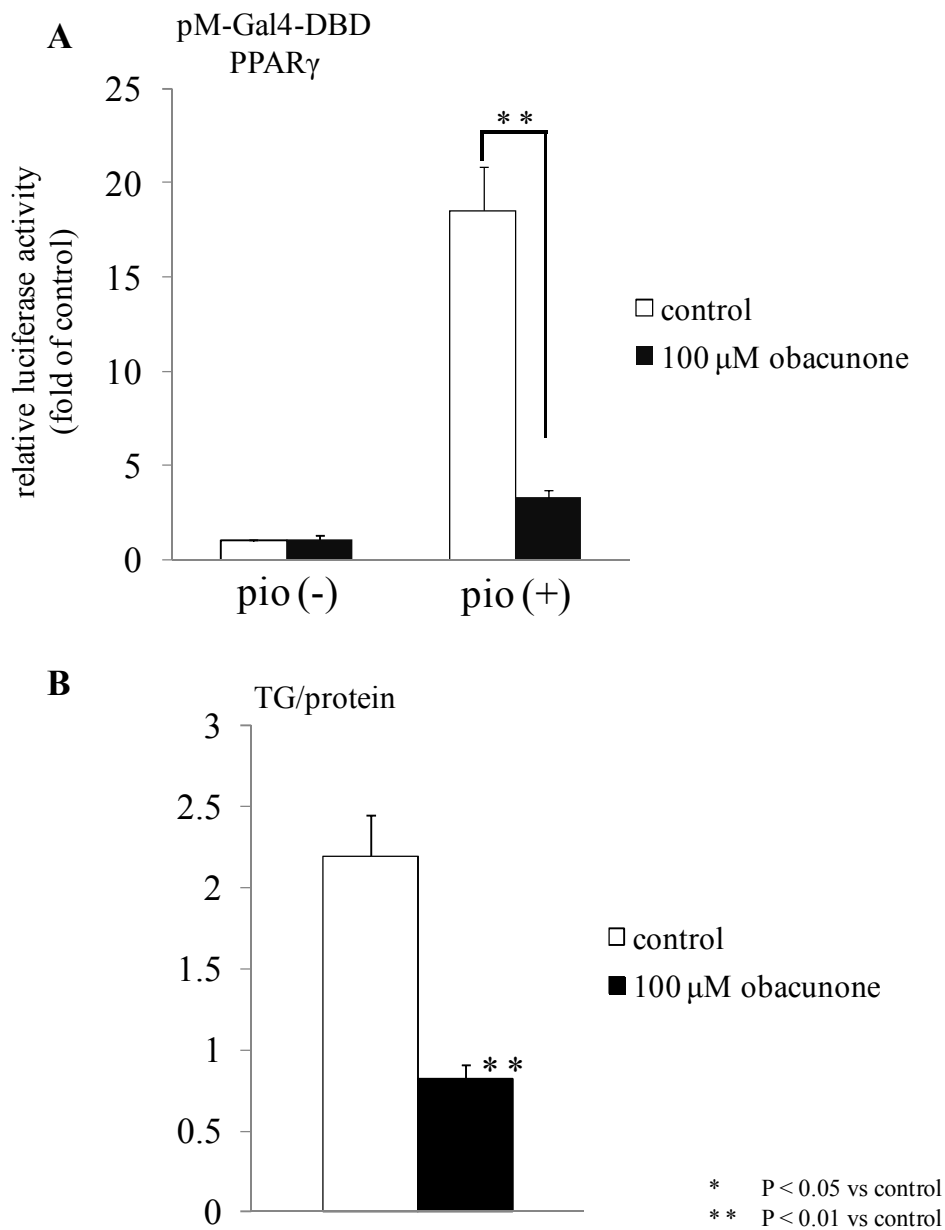 A
pM-Gal4-DBD
PPARγ
relative luciferase activity
(fold of control)
25
20
15
10
5
0
* *
pio (-)
pio (+)
control
100 μM obacunone
B
TG/protein
3
2.5
2
1.5
1
0.5
0
* *
control
100 μM obacunone
* P < 0.05 vs control
* * P < 0.01 vs control